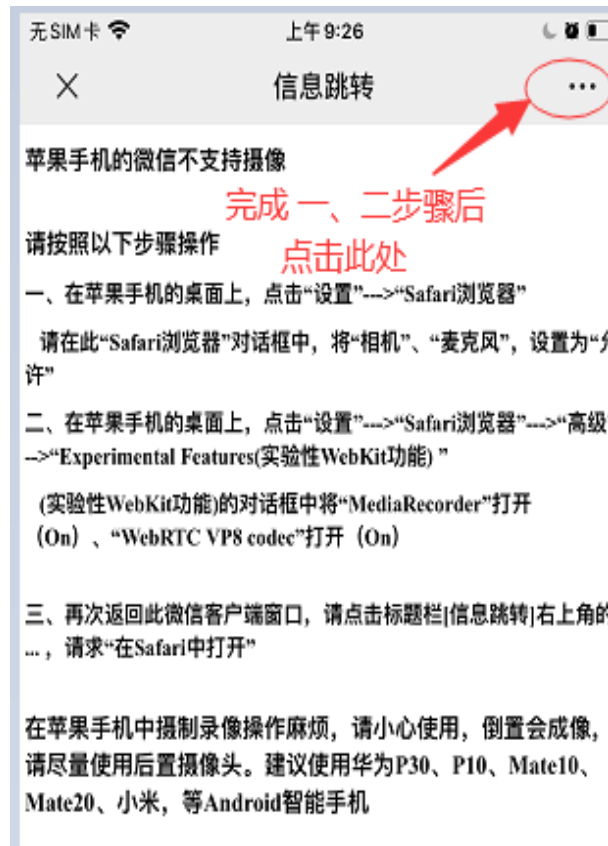 无SIM卡 上午9:26
信息跳转 ...
苹果手机的微信不支持摄像
完成 一、二步骤后
请按照以下步骤操作
点击此处
一、在苹果手机的桌面上，点击“设置”--->“Safari浏览器”
请在此“Safari浏览器”对话框中，将“相机”、“麦克风”，设置为“允
许”
二、在苹果手机的桌面上，点击“设置”--->“Safari浏览器”--->“高级”
-->“Experimental Features(实验性WebKit功能) ”
(实验性WebKit功能)的对话框中将“MediaRecorder”打开
（On）、“WebRTC VP8 codec”打开（On）
三、再次返回此微信客户端窗口，请点击标题栏[信息跳转]右上角的
... ，请求“在Safari中打开”
在苹果手机中摄制录像操作麻烦，请小心使用，倒置会成像，
请尽量使用后置摄像头。建议使用华为P30、P10、Mate10、
Mate20、小米，等Android智能手机